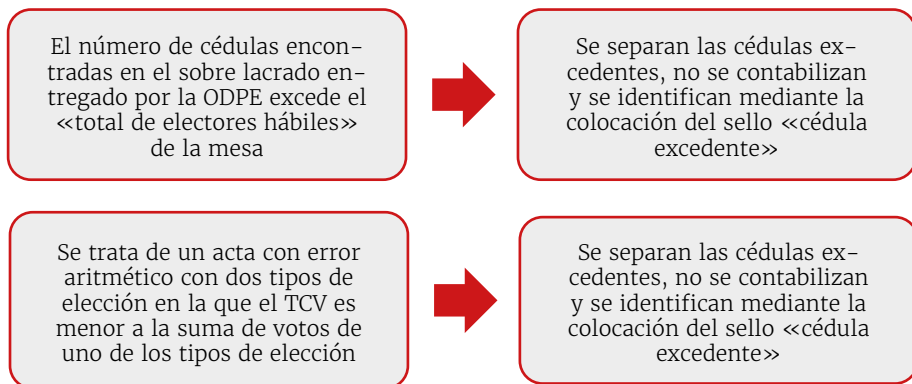 El número de cédulas encon-
tradas en el sobre lacrado en-
tregado por la ODPE excede el
«total de electores hábiles»
de la mesa
Se separan las cédulas ex-
cedentes, no se contabilizan
y se identifican mediante la
colocación del sello «cédula
excedente»
Se trata de un acta con error
aritmético con dos tipos de
elección en la que el TCV es
menor a la suma de votos de
uno de los tipos de elección
Se separan las cédulas ex-
cedentes, no se contabilizan
y se identifican mediante la
colocación del sello «cédula
excedente»